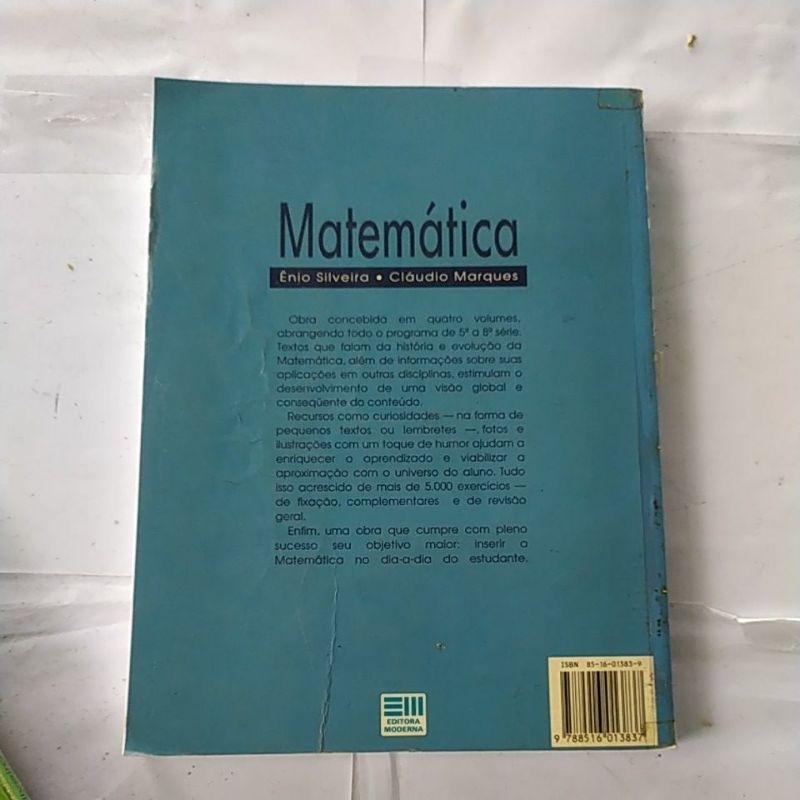 Matemática
Ênio Silveira • Cláudio Marques
Obra concebida em quatro volumes,
abrangendo todo o programa de 5ª a 8ª série.
Textos que falam da história e evolução da
Matemática, além de informações sobre suas
aplicações em outras disciplinas, estimulam o
desenvolvimento de uma visão global e
conseqüente do conteúdo.
Recursos como curiosidades — na forma de
pequenos textos ou lembretes —, fotos e
ilustrações com um toque de humor ajudam a
enriquecer o aprendizado e viabilizar a
aproximação com o universo do aluno. Tudo
isso acrescido de mais de 5.000 exercícios —
de fixação, complementares e de revisão
geral.
Enfim, uma obra que cumpre com pleno
sucesso seu objetivo maior: inserir a
Matemática no dia-a-dia do estudante.
ISBN 85-16-01383-9
9 788516 013837
EDITORA
MODERNA